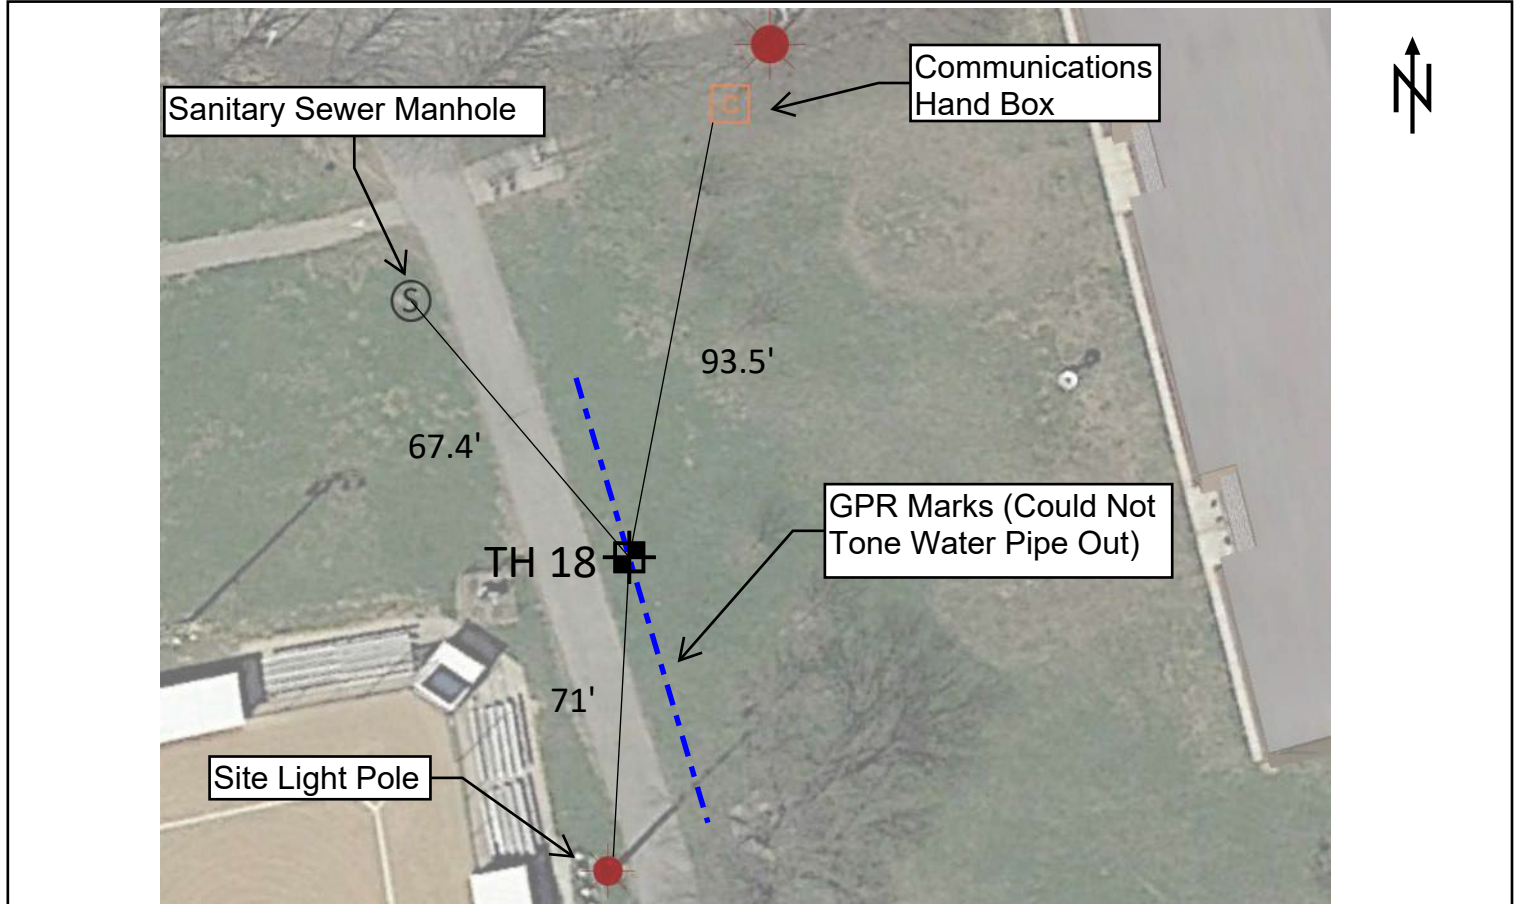 Sanitary Sewer Manhole
Communications
Hand Box
N
C
S
93.5'
67.4'
GPR Marks (Could Not
Tone Water Pipe Out)
TH 18
71'
Site Light Pole